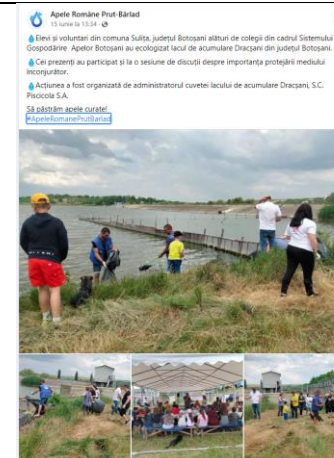 Apele Române Prut-Bârlad
15 iunie la 13:34 ·
Elevi și voluntari din comuna Sulița, județul Botoșani alături de colegii din cadrul Sistemului
Gospodărire Apelor Botoșani au ecologizat lacul de acumulare Dracșani din județul Botoșani.
Cei prezenți au participat și la o sesiune de discuții despre importanța protejării mediului
înconjurător.
Acțiunea a fost organizată de administratorul cuvetei lacului de acumulare Dracșani, S.C.
Piscicola S.A.
Să păstrăm apele curate!
#ApeleRomanePrutBarlad